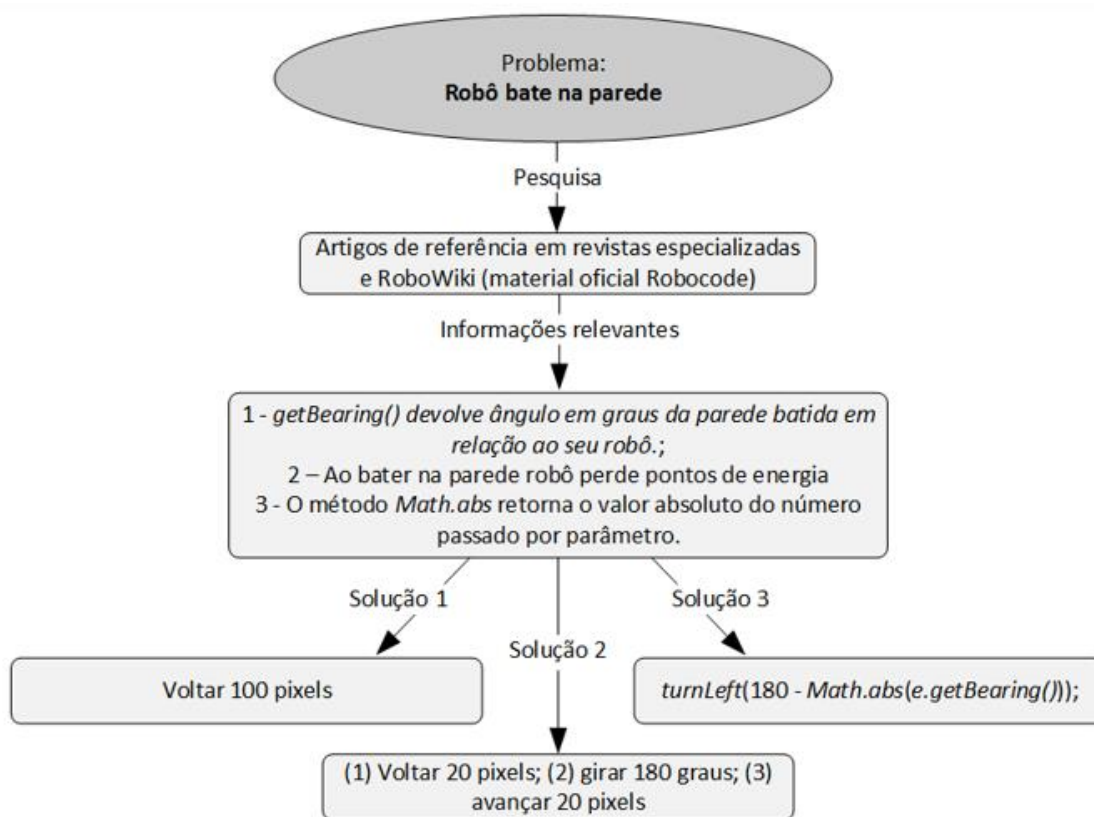 Problema:
Robô bate na parede
Pesquisa
Artigos de referência em revistas especializadas
e RoboWiki (material oficial Robocode)
Informações relevantes
1 - getBearing() devolve ângulo em graus da parede batida em
relação ao seu robô.;
2 – Ao bater na parede robô perde pontos de energia
3 - O método Math.abs retorna o valor absoluto do número
passado por parâmetro.
Solução 1
Solução 3
Solução 2
Voltar 100 pixels
turnLeft(180 - Math.abs(e.getBearing()));
(1) Voltar 20 pixels; (2) girar 180 graus; (3)
avançar 20 pixels